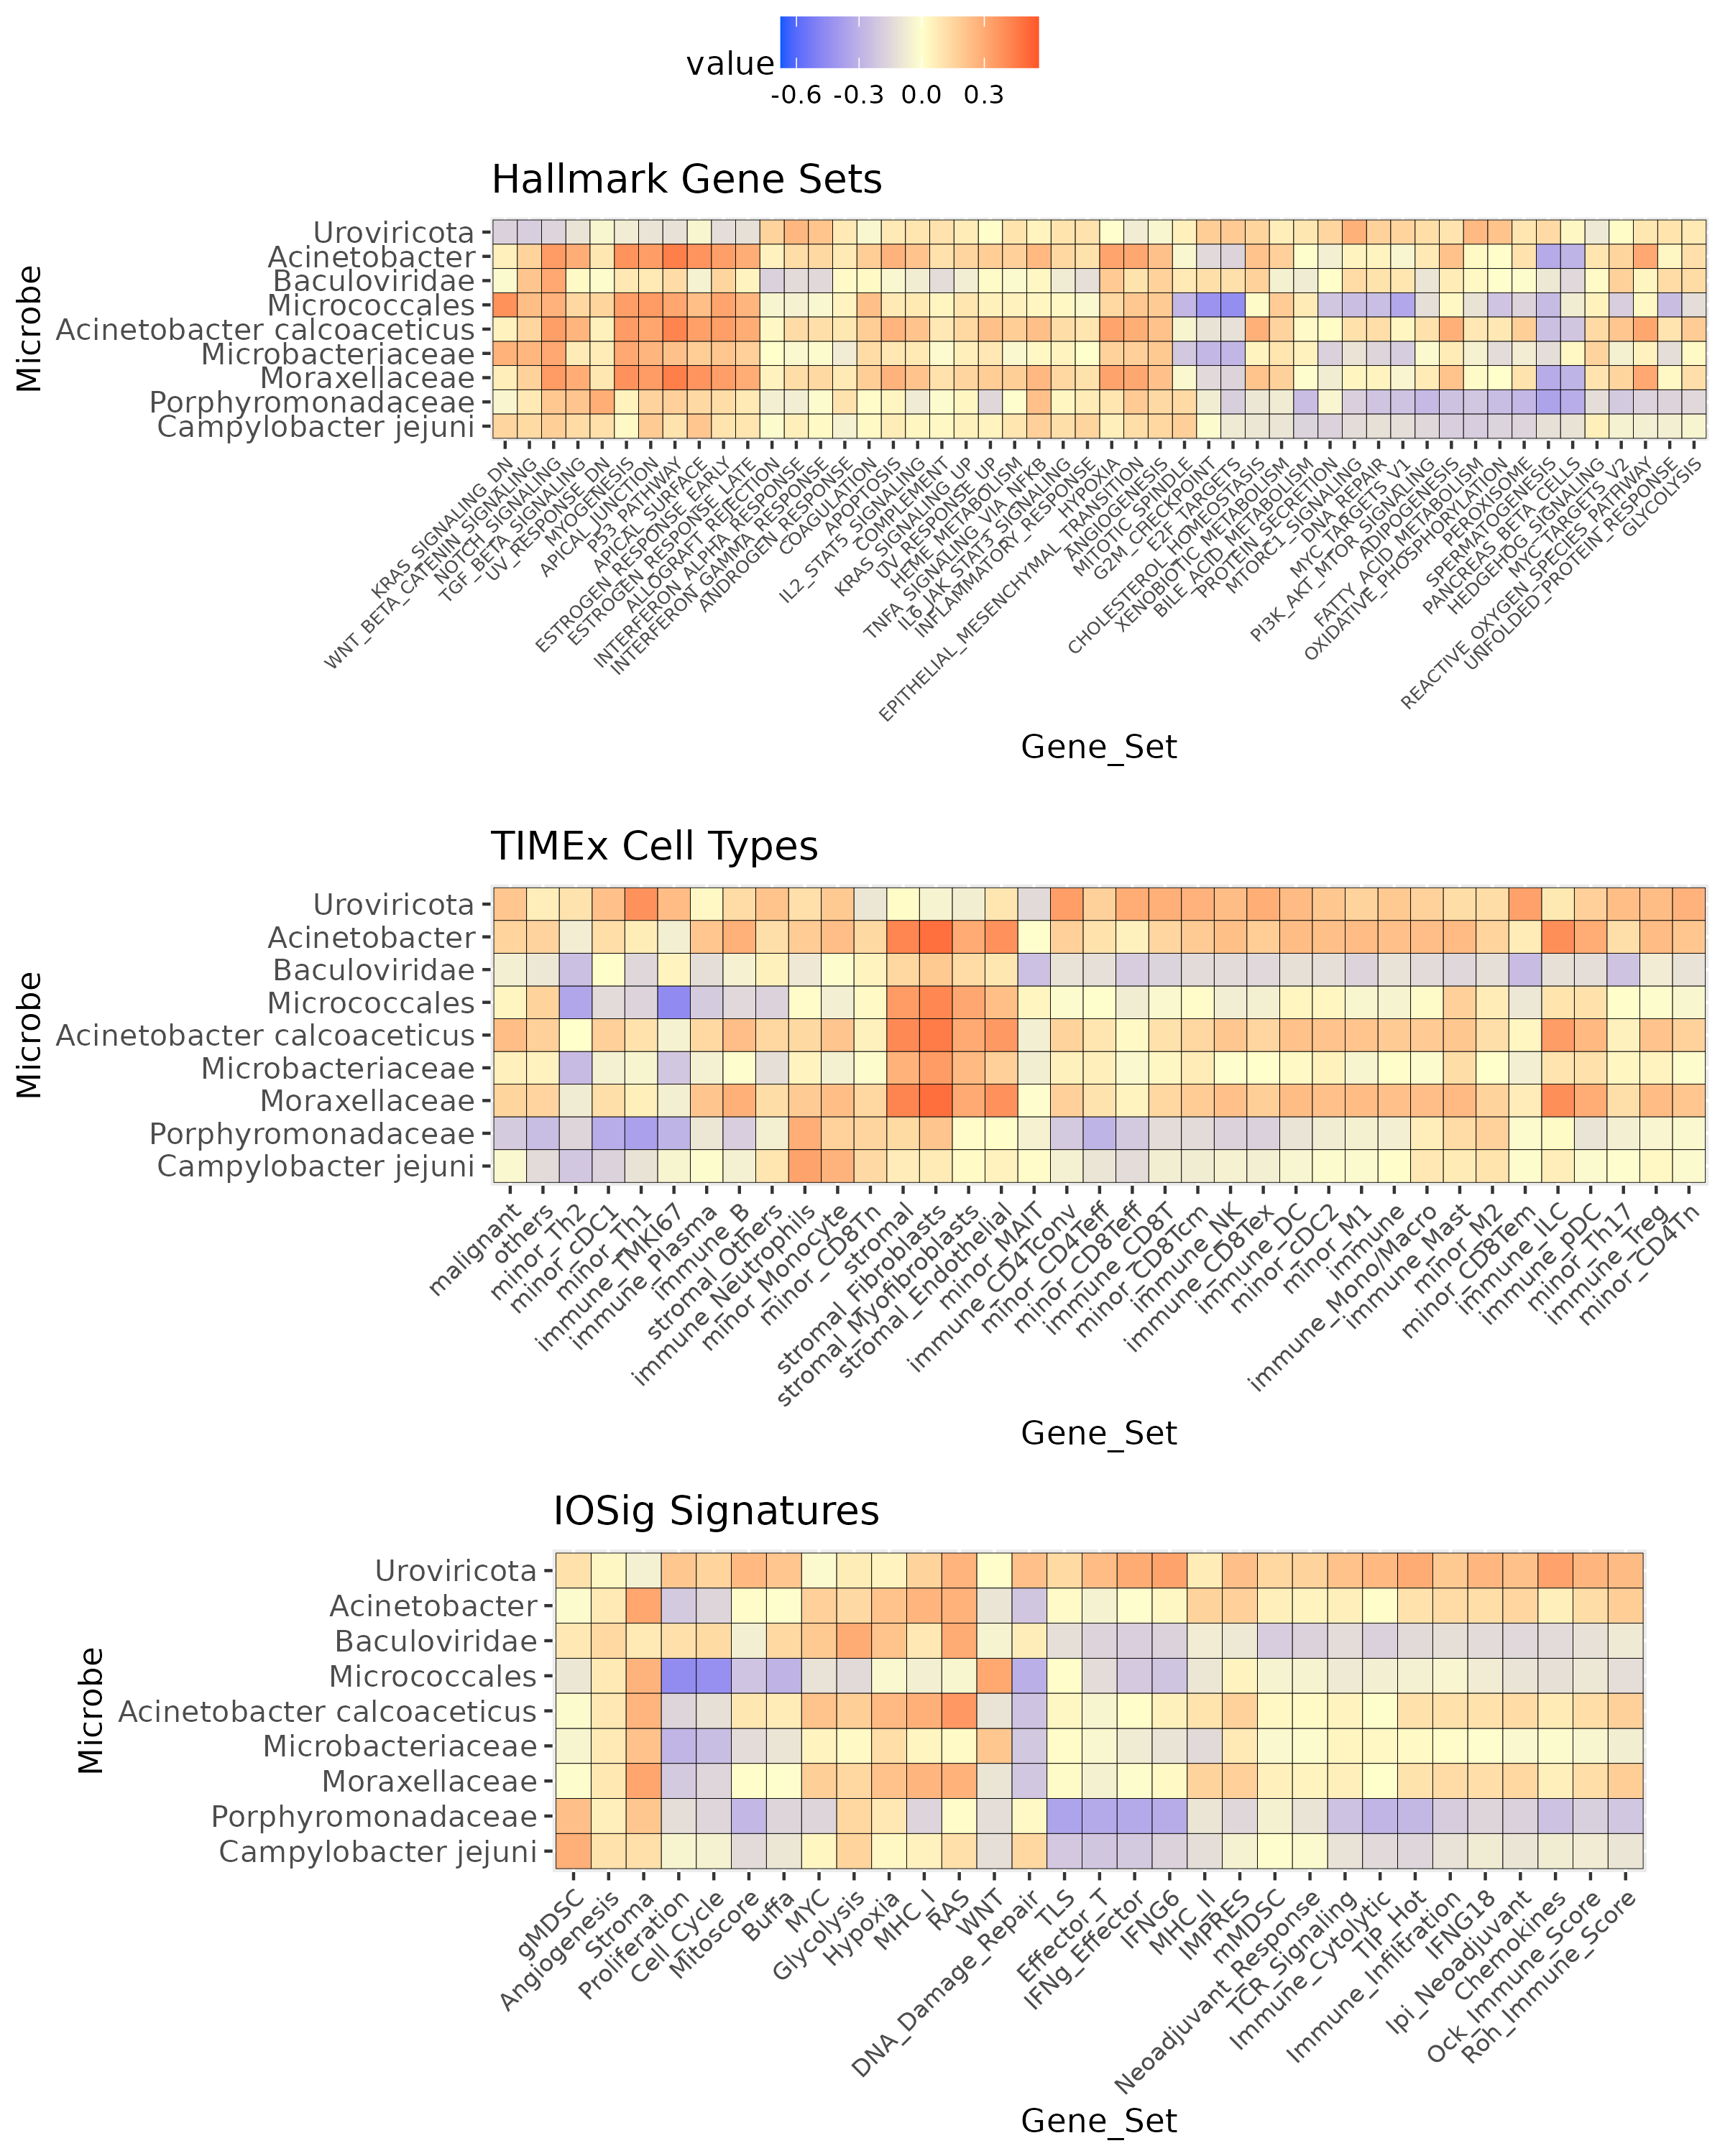 value
-0.6 -0.3 0.0 0.3
Hallmark Gene Sets
Microbe
Uroviricota
Acinetobacter
Baculoviridae
Micrococcales
Acinetobacter calcoaceticus
Microbacteriaceae
Moraxellaceae
Porphyromonadaceae
Campylobacter jejuni
KRAS_SIGNALING_DN
WNT_BETA_CATENIN_SIGNALING
NOTCH_SIGNALING
TGF_BETA_SIGNALING
UV_RESPONSE_DN
MYOGENESIS
APICAL_JUNCTION
P53_PATHWAY
APICAL_SURFACE
ESTROGEN_RESPONSE_EARLY
ESTROGEN_RESPONSE_LATE
ALLOGRAFT_REJECTION
INTERFERON_ALPHA_RESPONSE
INTERFERON_GAMMA_RESPONSE
ANDROGEN_RESPONSE
COAGULATION
APOPTOSIS
IL2_STAT5_SIGNALING
COMPLEMENT
KRAS_SIGNALING_UP
UV_RESPONSE_UP
HEME_METABOLISM
TNFA_SIGNALING_VIA_NFKB
IL6_JAK_STAT3_SIGNALING
INFLAMMATORY_RESPONSE
HYPOXIA
EPITHELIAL_MESENCHYMAL_TRANSITION
ANGIOGENESIS
MITOTIC_SPINDLE
G2M_CHECKPOINT
E2F_TARGETS
CHOLESTEROL_HOMEOSTASIS
XENOBIOTIC_METABOLISM
BILE_ACID_METABOLISM
PROTEIN_SECRETION
MTORC1_SIGNALING
DNA_REPAIR
MYC_TARGETS_V1
PI3K_AKT_MTOR_SIGNALING
ADIPOGENESIS
FATTY_ACID_METABOLISM
OXIDATIVE_PHOSPHORYLATION
PEROXISOME
SPERMATOGENESIS
PANCREAS_BETA_CELLS
HEDGEHOG_SIGNALING
MYC_TARGETS_V2
REACTIVE_OXYGEN_SPECIES_PATHWAY
UNFOLDED_PROTEIN_RESPONSE
GLYCOLYSIS
Gene_Set
TIMEx Cell Types
Microbe
Uroviricota
Acinetobacter
Baculoviridae
Micrococcales
Acinetobacter calcoaceticus
Microbacteriaceae
Moraxellaceae
Porphyromonadaceae
Campylobacter jejuni
malignant
others
minor_Th2
minor_cDC1
minor_Th1
immune_TMKI67
immune_Plasma
immune_B
stromal_Others
immune_Neutrophils
minor_Monocyte
minor_CD8Tn
stromal
stromal_Fibroblasts
stromal_Myofibroblasts
stromal_Endothelial
minor_MAIT
immune_CD4Tconv
minor_CD4Teff
minor_CD8Teff
immune_CD8T
minor_CD8Tcm
immune_NK
immune_CD8Tex
immune_DC
minor_cDC2
minor_M1
immune
immune_Mono/Macro
immune_Mast
minor_M2
minor_CD8Tem
immune_ILC
immune_pDC
minor_Th17
immune_Treg
minor_CD4Tn
Gene_Set
IOSig Signatures
Microbe
Uroviricota
Acinetobacter
Baculoviridae
Micrococcales
Acinetobacter calcoaceticus
Microbacteriaceae
Moraxellaceae
Porphyromonadaceae
Campylobacter jejuni
gMDSC
Angiogenesis
Stroma
Proliferation
Cell_Cycle
Mitoscore
Buffa
MYC
Glycolysis
Hypoxia
MHC_I
RAS
WNT
DNA_Damage_Repair
TLS
Effector_T
IFNg_Effector
IFNG6
MHC_II
IMPRES
mMDSC
Neoadjuvant_Response
TCR_Signaling
Immune_Cytolytic
TIP_Hot
Immune_Infiltration
IFNG18
Ipi_Neoadjuvant
Chemokines
Ock_Immune_Score
Roh_Immune_Score
Gene_Set